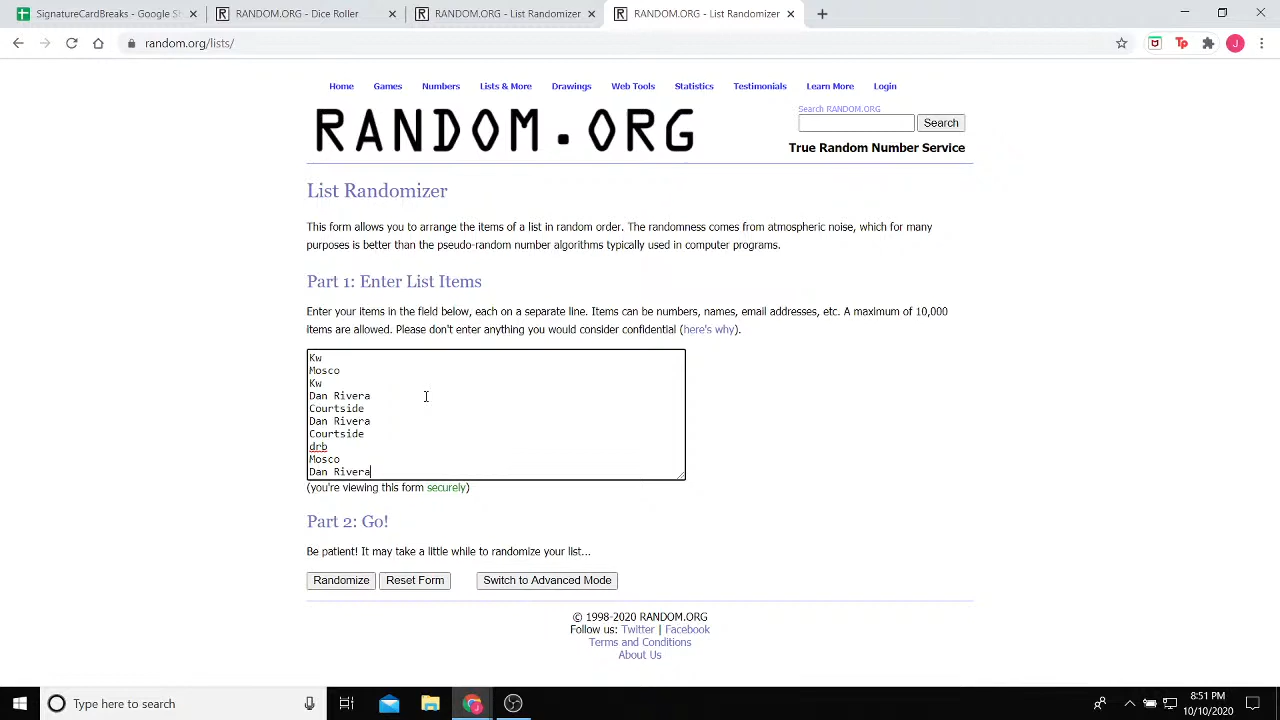 SignatureCardBreaks - Google S
RANDOM.ORG - Dice Roller
RANDOM.ORG - List Randomizer
RANDOM.ORG - List Randomizer
random.org/lists/
Home Games Numbers Lists & More Drawings Web Tools Statistics Testimonials Learn More Login
RANDOM.ORG
Search RANDOM.ORG
Search
True Random Number Service
List Randomizer
This form allows you to arrange the items of a list in random order. The randomness comes from atmospheric noise, which for many
purposes is better than the pseudo-random number algorithms typically used in computer programs.
Part 1: Enter List Items
Enter your items in the field below, each on a separate line. Items can be numbers, names, email addresses, etc. A maximum of 10,000
items are allowed. Please don't enter anything you would consider confidential (here's why).
Kw
Mosco
Kw
Dan Rivera
Courtside
Dan Rivera
Courtside
drb
Mosco
Dan Rivera
(you're viewing this form securely)
Part 2: Go!
Be patient! It may take a little while to randomize your list...
Randomize Reset Form Switch to Advanced Mode
© 1998-2020 RANDOM.ORG
Follow us: Twitter | Facebook
Terms and Conditions
About Us
Type here to search
8:51 PM
10/10/2020